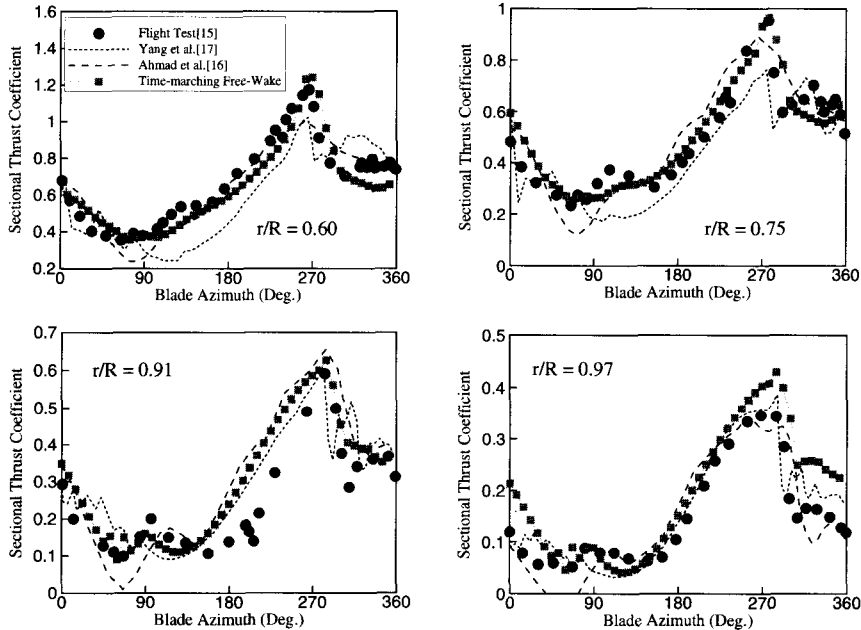 Sectional Thrust Coefficient
1.6
1.4
1.2
1
0.8
0.6
0.4
0.2
Flight Test[15]
Yang et al.[17]
Ahmad et al.[16]
Time-marching Free-Wake
r/R = 0.60
0 90 180 270 360
Blade Azimuth (Deg.)
Sectional Thrust Coefficient
1
0.8
0.6
0.4
0.2
0
r/R = 0.75
0 90 180 270 360
Blade Azimuth (Deg.)
Sectional Thrust Coefficient
0.7
0.6
0.5
0.4
0.3
0.2
0.1
0
r/R = 0.91
0 90 180 270 360
Blade Azimuth (Deg.)
Sectional Thrust Coefficient
0.5
0.4
0.3
0.2
0.1
0
r/R = 0.97
0 90 180 270 360
Blade Azimuth (Deg.)